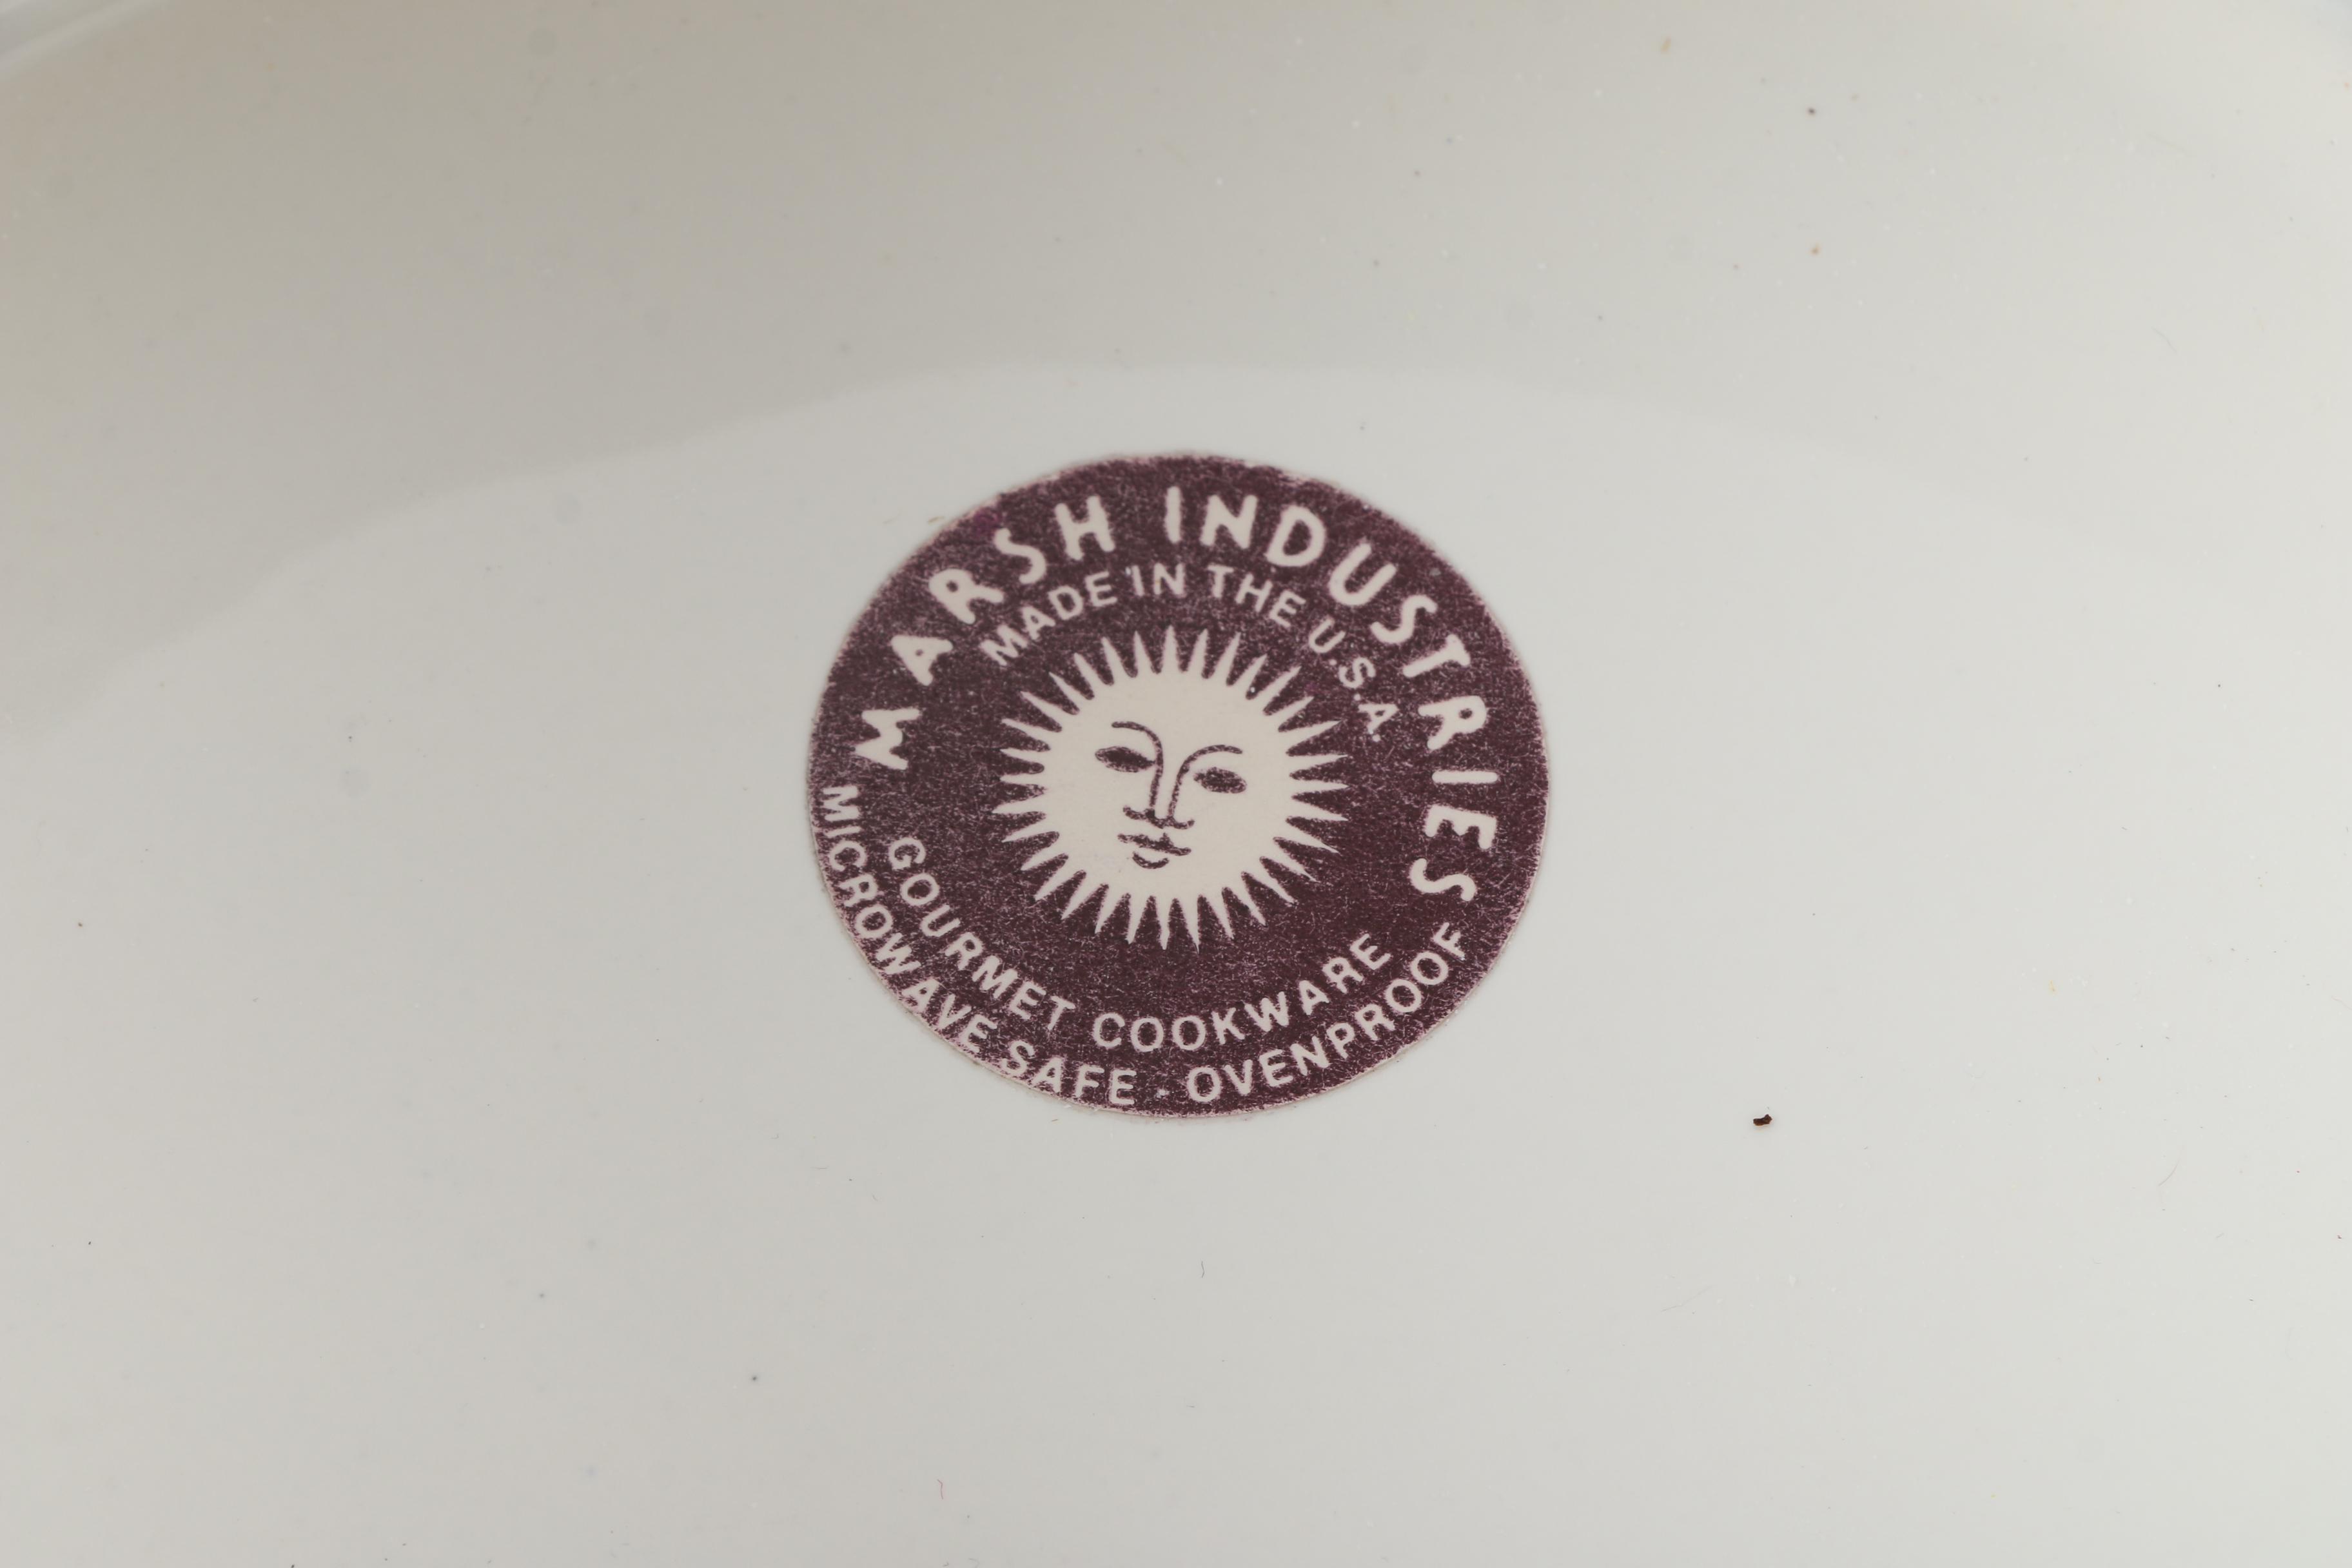 MARSH INDUSTRIES
MADE IN THE U.S.A.
GOURMET COOKWARE
MICROWAVE SAFE - OVENPROOF